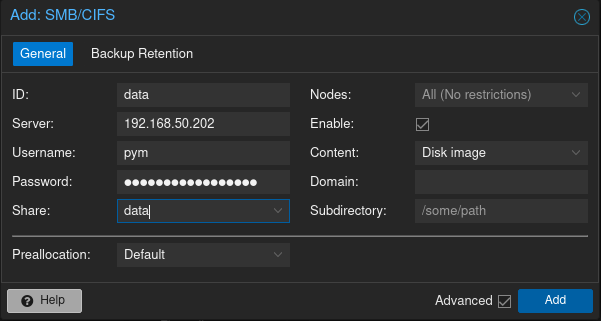 Add: SMB/CIFS
General Backup Retention
ID: data Nodes: All (No restrictions)
Server: 192.168.50.202 Enable:
Username: pym Content: Disk image
Password: ●●●●●●●●●●●●●●●●● Domain:
Share: data Subdirectory: /some/path
Preallocation: Default
? Help Advanced Add